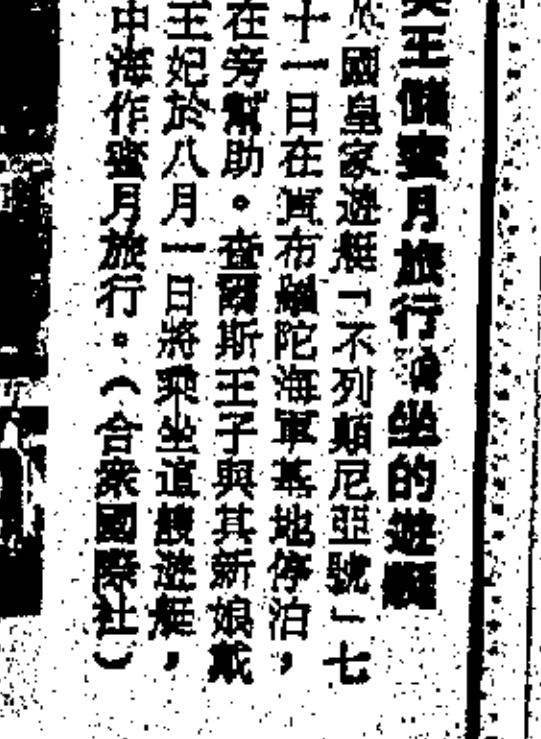 王儲蜜月旅行 坐的遊艇
國皇家遊艇「不列顛尼亞號」七
十一日在直布羅陀海軍基地停泊，
在旁幫助。查爾斯王子與其新娘戴
王妃於八月一日將乘坐這艘遊艇，
中海作蜜月旅行。（合衆國際社）